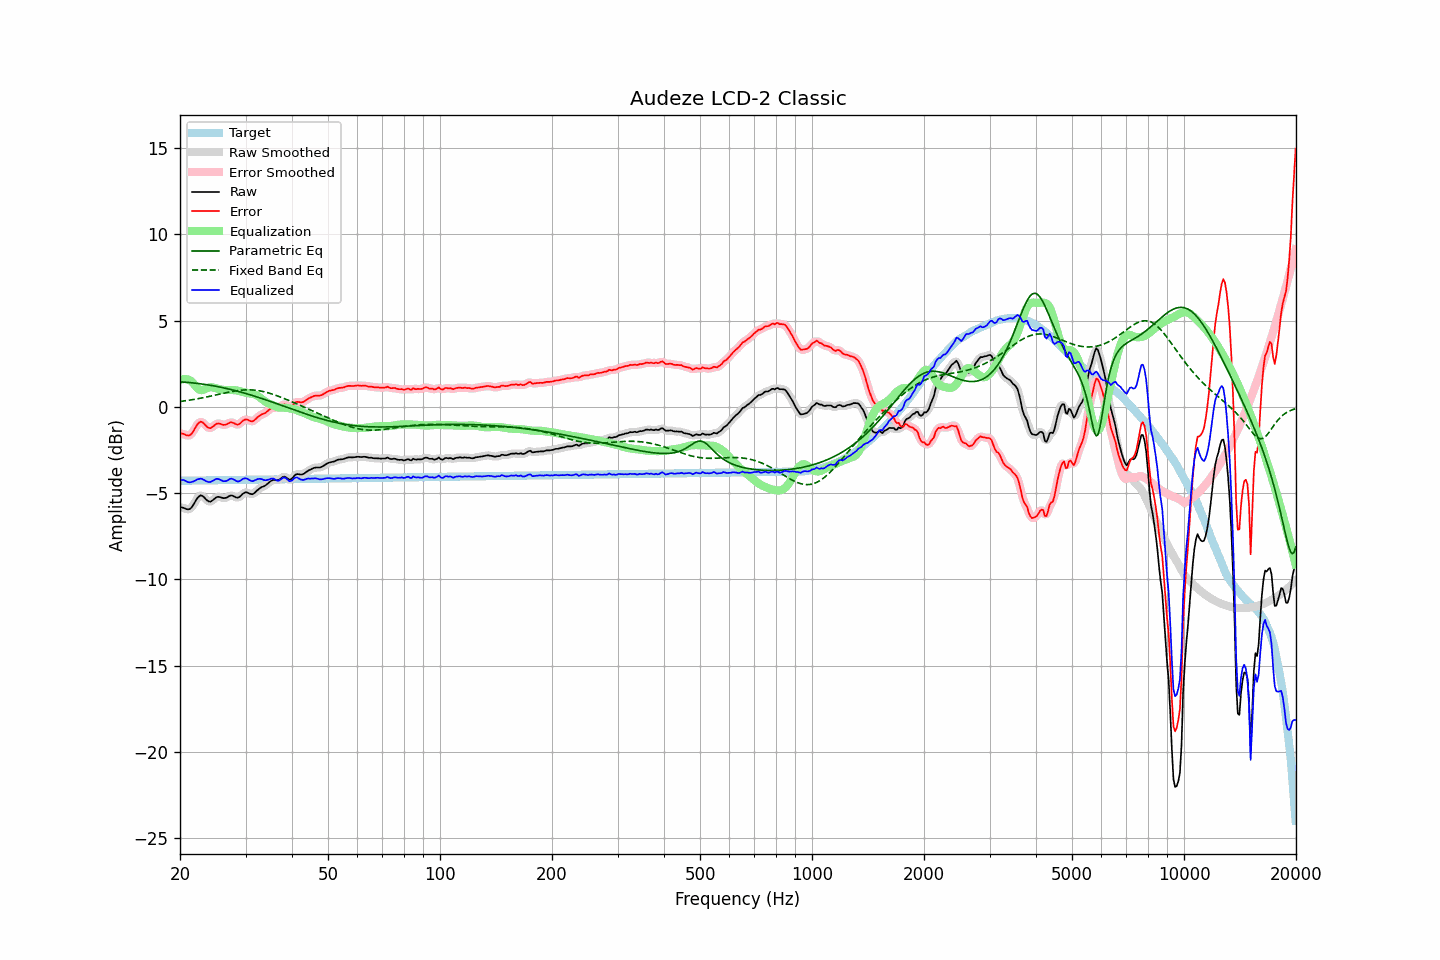 Audeze LCD-2 Classic
Target
Raw Smoothed
Error Smoothed
Raw
Error
Equalization
Parametric Eq
Fixed Band Eq
Equalized
15
10
5
0
−5
−10
−15
−20
−25
Amplitude (dBr)
20
50
100
200
500
1000
2000
5000
10000
20000
Frequency (Hz)